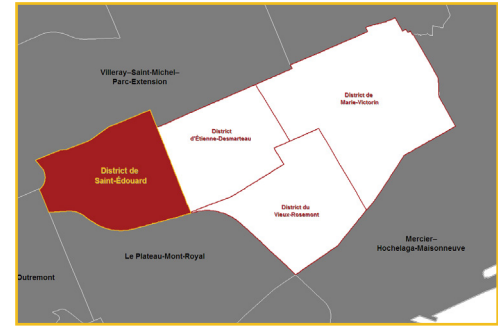 Villeray–Saint-Michel–
Parc-Extension
District de
Marie-Victorin
District
d'Étienne-Desmarteau
District de
Saint-Édouard
District du
Vieux-Rosemont
Mercier–
Hochelaga-Maisonneuve
Le Plateau-Mont-Royal
Outremont